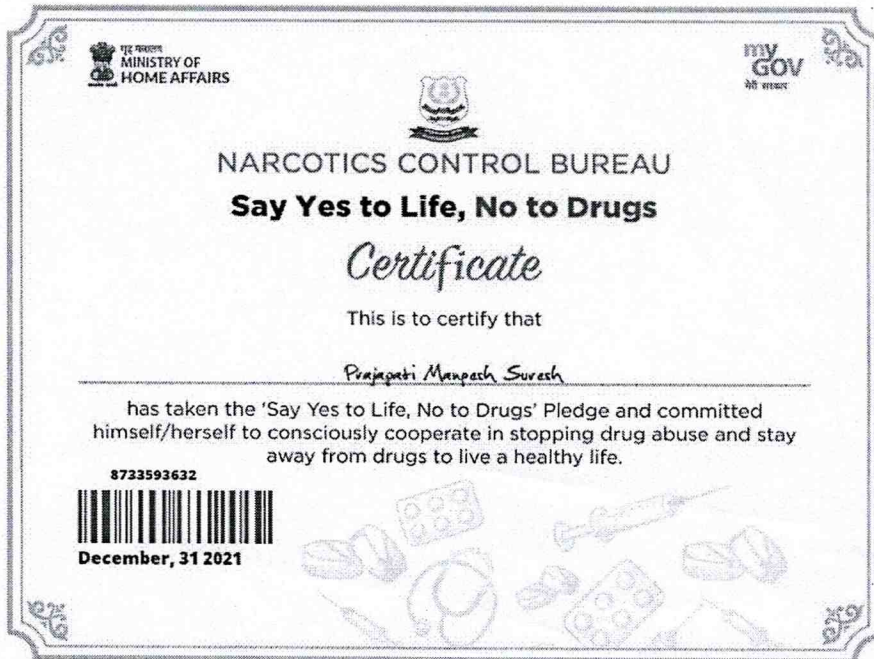 गृह मंत्रालय
MINISTRY OF
HOME AFFAIRS
my
GOV
मेरी सरकार
NARCOTICS CONTROL BUREAU
Say Yes to Life, No to Drugs
Certificate
This is to certify that
Prajapati Manpesh Suresh
has taken the 'Say Yes to Life, No to Drugs' Pledge and committed
himself/herself to consciously cooperate in stopping drug abuse and stay
away from drugs to live a healthy life.
8733593632
December, 31 2021